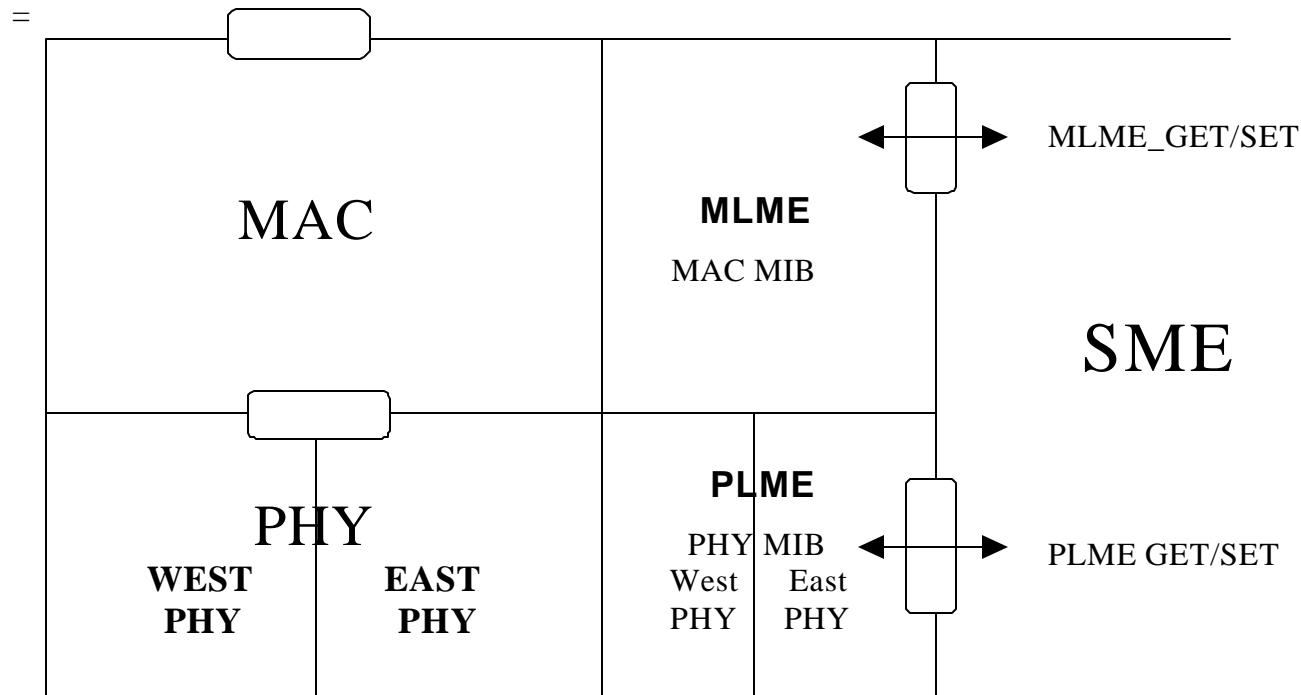 =
MLME_GET/SET
MAC
MLME
MAC MIB
SME
PLME
PHY
PHY MIB
PLME GET/SET
WEST
PHY
EAST
PHY
West
PHY
East
PHY